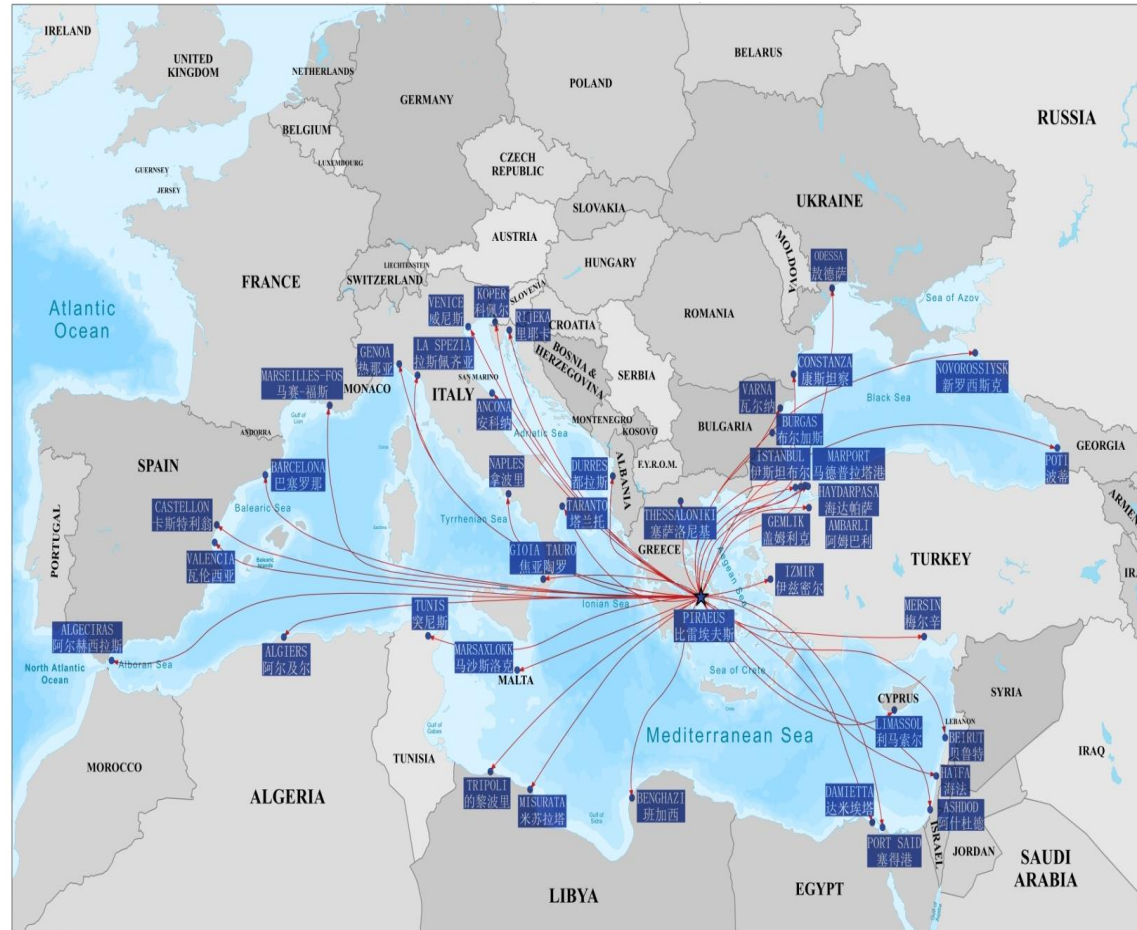 IRELAND
UNITED
KINGDOM
NETHERLANDS
BELGIUM
LUXEMBOURG
GUERNSEY
JERSEY
GERMANY
POLAND
BELARUS
RUSSIA
CZECH
REPUBLIC
SLOVAKIA
UKRAINE
AUSTRIA
LIECHTENSTEIN
SWITZERLAND
HUNGARY
MOLDOVA
FRANCE
SLOVENIA
CROATIA
ROMANIA
Atlantic
Ocean
ODESSA
敖德萨
Sea of Azov
VENICE
威尼斯
KOPER
科佩尔
RIJEKA
里耶卡
GENOA
热那亚
LA SPEZIA
拉斯佩齐亚
BOSNIA &
HERZEGOVINA
SERBIA
CONSTANZA
康斯坦察
NOVOROSSIYSK
新罗西斯克
MARSEILLES-FOS
马赛-福斯
MONACO
SAN MARINO
ITALY
ANCONA
安科纳
VARNA
瓦尔纳
Black Sea
Gulf of
Lion
Adriatic Sea
MONTENEGRO
KOSOVO
BULGARIA
BURGAS
布尔加斯
ANDORRA
SPAIN
BARCELONA
巴塞罗那
NAPLES
拿波里
DURRES
都拉斯
ALBANIA
F.Y.R.O.M.
ISTANBUL
伊斯坦布尔
MARPORT
马德普拉塔港
POTI
波蒂
GEORGIA
CASTELLON
卡斯特利翁
Balearic Sea
Tyrrhenian Sea
TARANTO
塔兰托
THESSALONIKI
塞萨洛尼基
HAYDARPASA
海达帕萨
GEMLIK
盖姆利克
AMBARLI
阿姆巴利
PORTUGAL
VALENCIA
瓦伦西亚
Balearic
Islands
GIOIA TAURO
焦亚陶罗
GREECE
Aegean Sea
TURKEY
IZMIR
伊兹密尔
Ionian Sea
PIRAEUS
比雷埃夫斯
MERSIN
梅尔辛
ALGECIRAS
阿尔赫西拉斯
ALGIERS
阿尔及尔
TUNIS
突尼斯
MARSAXLOKK
马沙斯洛克
MALTA
North Atlantic
Ocean
Alboran Sea
Sea of Crete
CYPRUS
LIMASSOL
利马索尔
SYRIA
LEBANON
BEIRUT
贝鲁特
IRAQ
Mediterranean Sea
MOROCCO
ALGERIA
TUNISIA
Gulf of
Gabes
TRIPOLI
的黎波里
MISURATA
米苏拉塔
BENGHAZI
班加西
DAMIETTA
达米埃塔
HAIFA
海法
ASHDOD
阿什杜德
PORT SAID
塞得港
ISRAEL
JORDAN
SAUDI
ARABIA
LIBYA
EGYPT